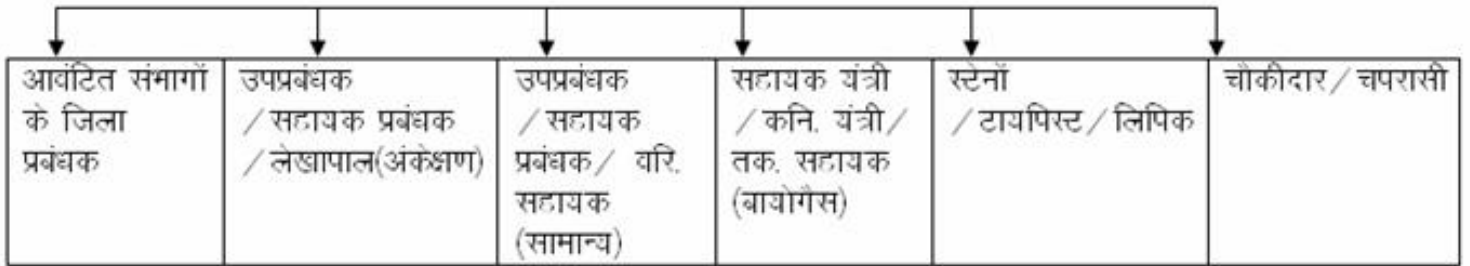 आवंटित संभागों
के जिला
प्रबंधक
उपप्रबंधक
/सहायक प्रबंधक
/लेखापाल(अंकेक्षण)
उपप्रबंधक
/सहायक
प्रबंधक/ वरि.
सहायक
(सामान्य)
सहायक यंत्री
/कनि. यंत्री/
तक. सहायक
(बायोगैस)
स्टेनों
/टायपिस्ट/लिपिक
चौकीदार/चपरासी